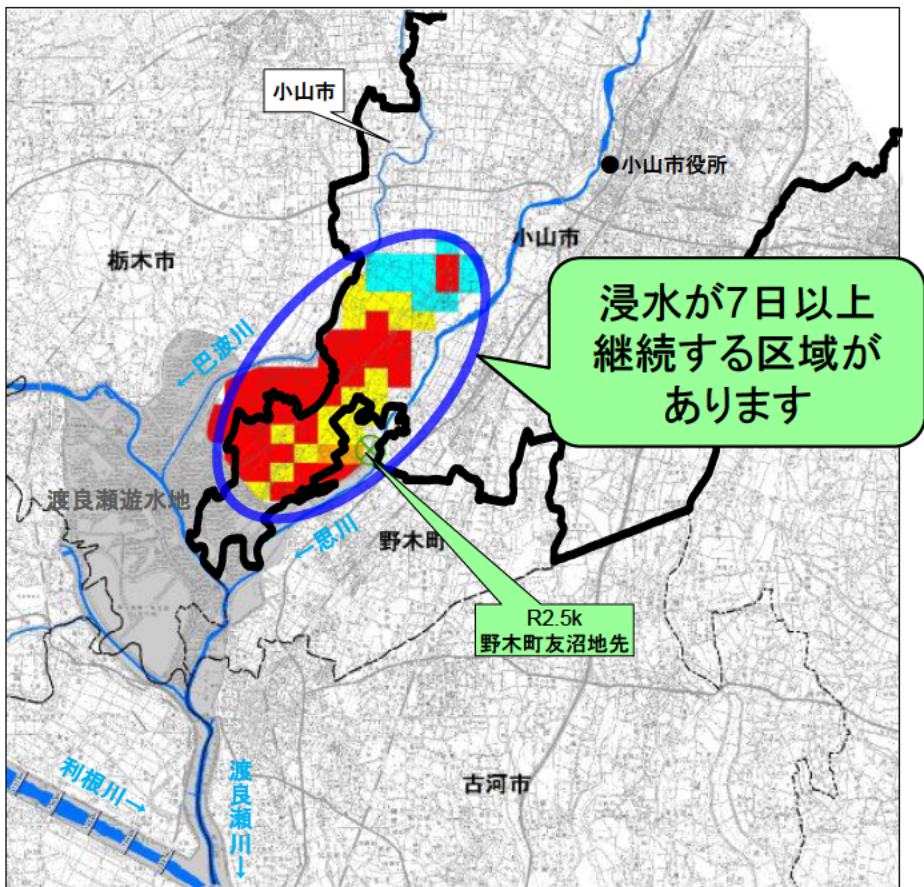 小山市
●小山市役所
小山市
栃木市
浸水が7日以上
継続する区域が
あります
←巴波川
渡良瀬遊水地
←思川
野木町
R2.5k
野木町友沼地先
利根川→
渡良瀬川→
古河市